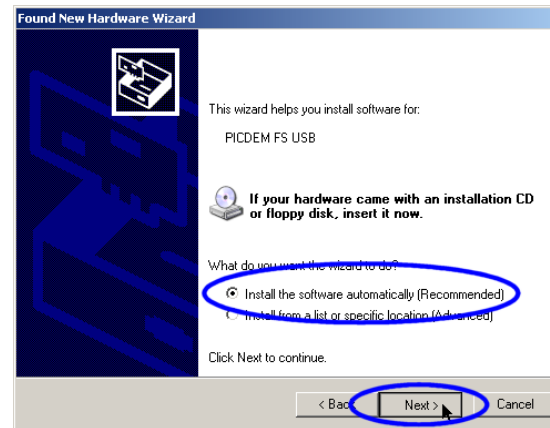 Found New Hardware Wizard
This wizard helps you install software for:
PICDEM FS USB
If your hardware came with an installation CD
or floppy disk, insert it now.
What do you want the wizard to do?
Install the software automatically (Recommended)
Install from a list or specific location (Advanced)
Click Next to continue.
< Back Next > Cancel